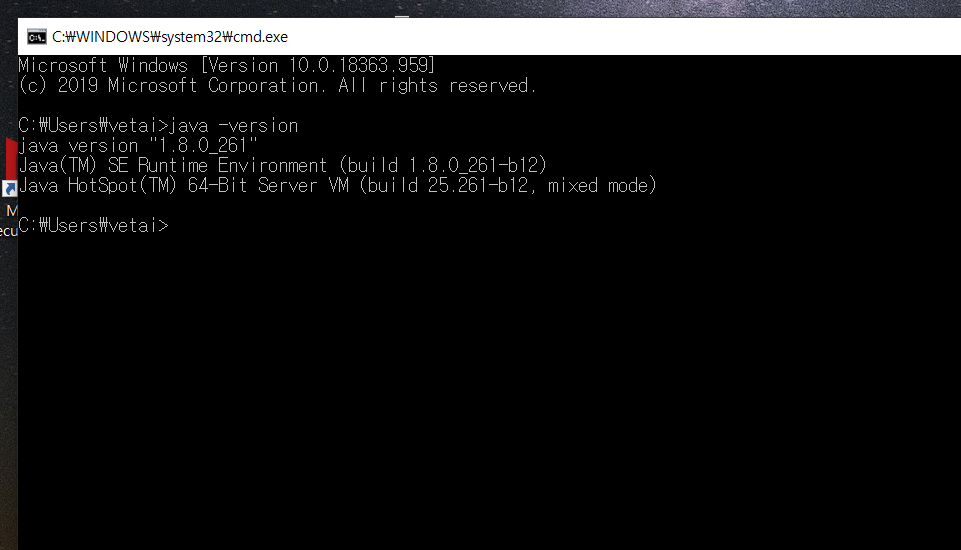 C:₩WINDOWS₩system32₩cmd.exe
Microsoft Windows [Version 10.0.18363.959]
(c) 2019 Microsoft Corporation. All rights reserved.
C:₩Users₩vetai>java -version
java version "1.8.0_261"
Java(TM) SE Runtime Environment (build 1.8.0_261-b12)
Java HotSpot(TM) 64-Bit Server VM (build 25.261-b12, mixed mode)
C:₩Users₩vetai>